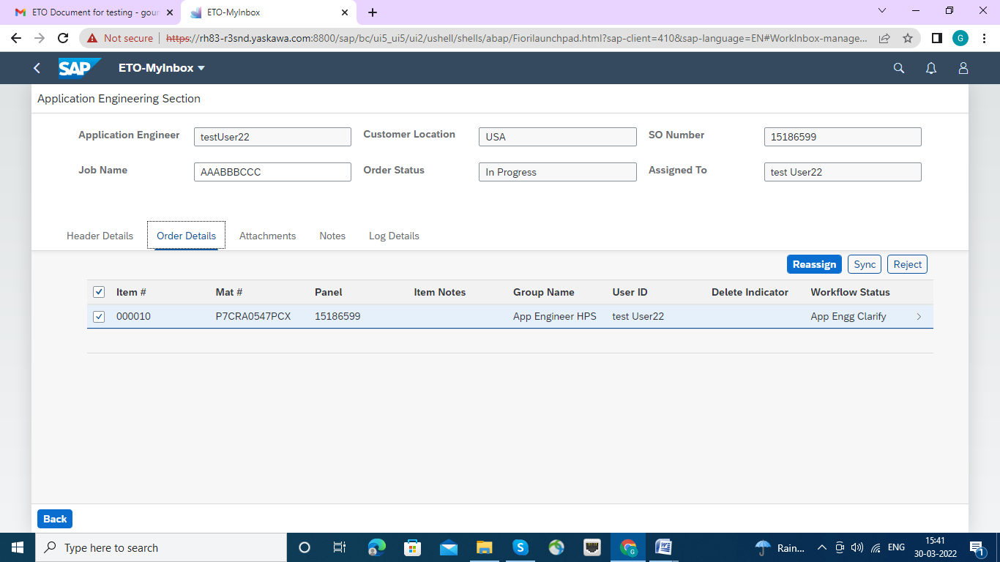 ETO Document for testing - gour
ETO-MyInbox
Not secure
https://rh83-r3snd.yaskawa.com:8800/sap/bc/ui5_ui5/ui2/ushell/shells/abap/Fiorilaunchpad.html?sap-client=410&sap-language=EN#WorkInbox-manage...
G
SAP
ETO-MyInbox
Application Engineering Section
Application Engineer testUser22 Customer Location USA SO Number 15186599
Job Name AAABBBCCC Order Status In Progress Assigned To test User22
Header Details Order Details Attachments Notes Log Details
Reassign Sync Reject
Item # Mat # Panel Item Notes Group Name User ID Delete Indicator Workflow Status
000010 P7CRA0547PCX 15186599 App Engineer HPS test User22 App Engg Clarify
Back
Type here to search
Rain...
ENG
15:41
30-03-2022
1